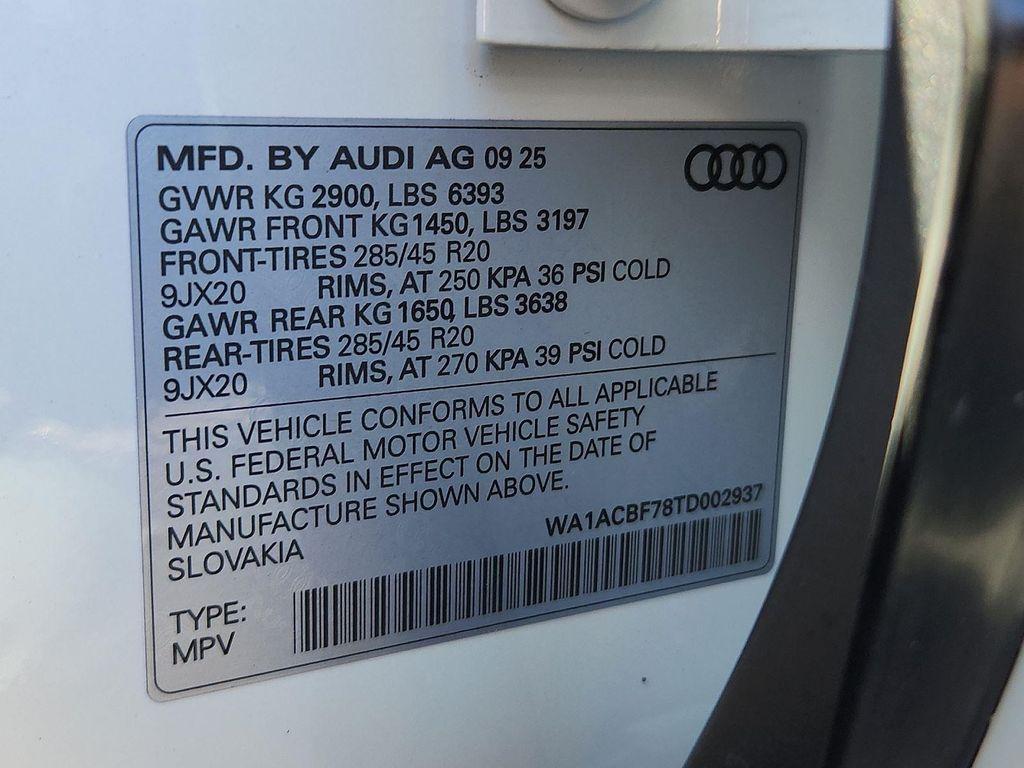 MFD. BY AUDI AG 09 25
GVWR KG 2900, LBS 6393
GAWR FRONT KG1450, LBS 3197
FRONT-TIRES 285/45 R20
9JX20 RIMS, AT 250 KPA 36 PSI COLD
GAWR REAR KG 1650, LBS 3638
REAR-TIRES 285/45 R20
9JX20 RIMS, AT 270 KPA 39 PSI COLD
THIS VEHICLE CONFORMS TO ALL APPLICABLE
U.S. FEDERAL MOTOR VEHICLE SAFETY
STANDARDS IN EFFECT ON THE DATE OF
MANUFACTURE SHOWN ABOVE.
SLOVAKIA WA1ACBF78TD002937
TYPE:
MPV